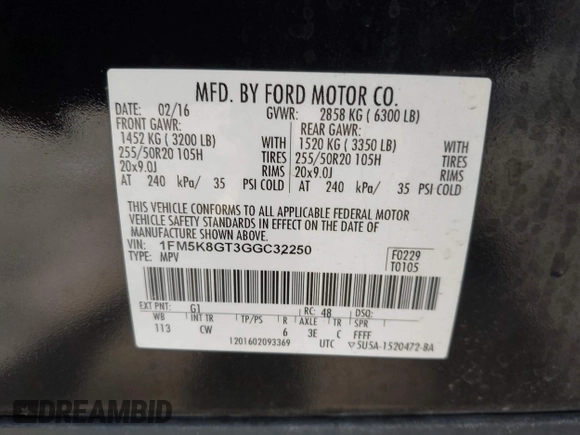 MFD. BY FORD MOTOR CO.
DATE: 02/16 GVWR: 2858 KG ( 6300 LB)
FRONT GAWR: REAR GAWR:
1452 KG ( 3200 LB) WITH 1520 KG ( 3350 LB) WITH
255/50R20 105H TIRES 255/50R20 105H TIRES
20x9.0J RIMS 20x9.0J RIMS
AT 240 kPa/ 35 PSI COLD AT 240 kPa/ 35 PSI COLD
THIS VEHICLE CONFORMS TO ALL APPLICABLE FEDERAL MOTOR
VEHICLE SAFETY STANDARDS IN EFFECT ON THE DATE OF
MANUFACTURE SHOWN ABOVE.
VIN: 1FM5K8GT3GGC32250 F0229
TYPE: MPV T0105
EXT PNT: G1 RC: 48 DSO:
WB INT TR TP/PS R AXLE TR SPR
113 CW 6 3E C FFFF
1201602093369 UTC ▽5U5A-1520472-BA
DREAMBID